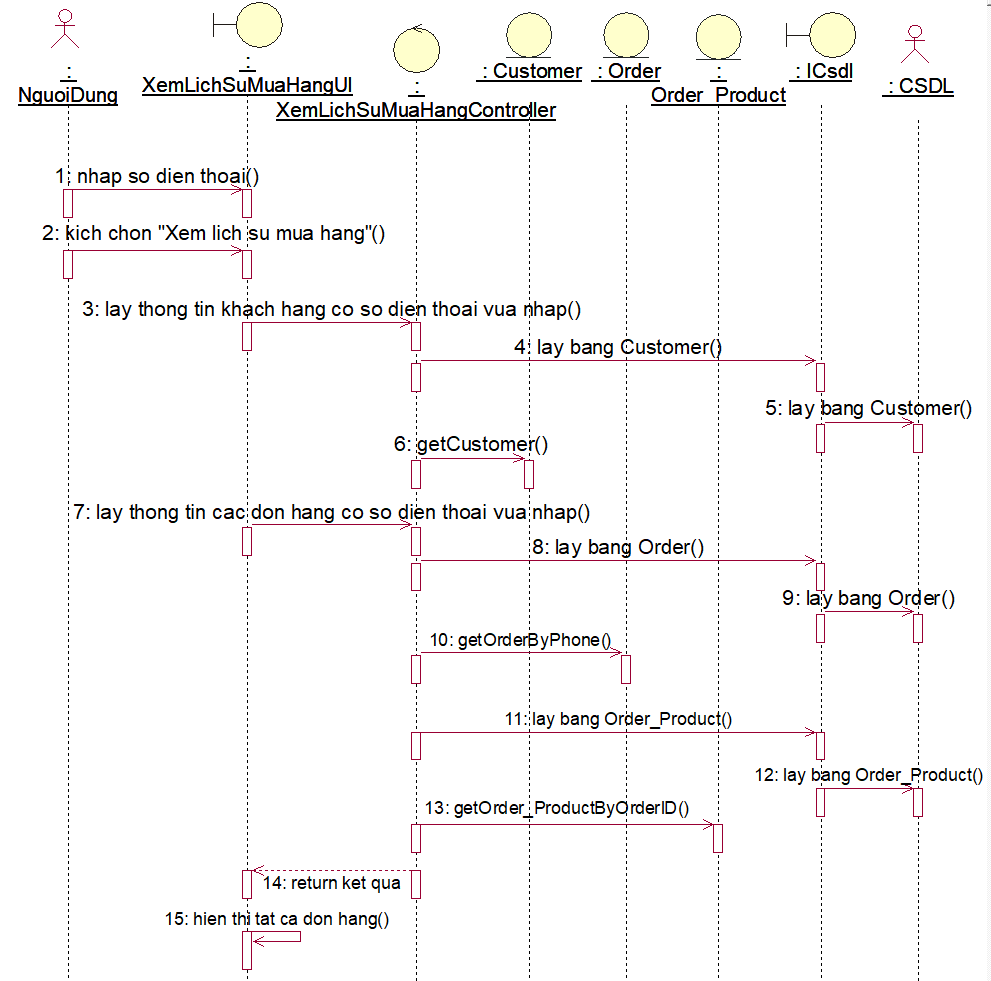 :
NguoiDung
:
XemLichSuMuaHangUI
:
XemLichSuMuaHangController
: Customer
: Order
:
Order_Product
: ICsdl
: CSDL
1: nhap so dien thoai()
2: kich chon "Xem lich su mua hang"()
3: lay thong tin khach hang co so dien thoai vua nhap()
4: lay bang Customer()
5: lay bang Customer()
6: getCustomer()
7: lay thong tin cac don hang co so dien thoai vua nhap()
8: lay bang Order()
9: lay bang Order()
10: getOrderByPhone()
11: lay bang Order_Product()
12: lay bang Order_Product()
13: getOrder_ProductByOrderID()
14: return ket qua
15: hien thi tat ca don hang()